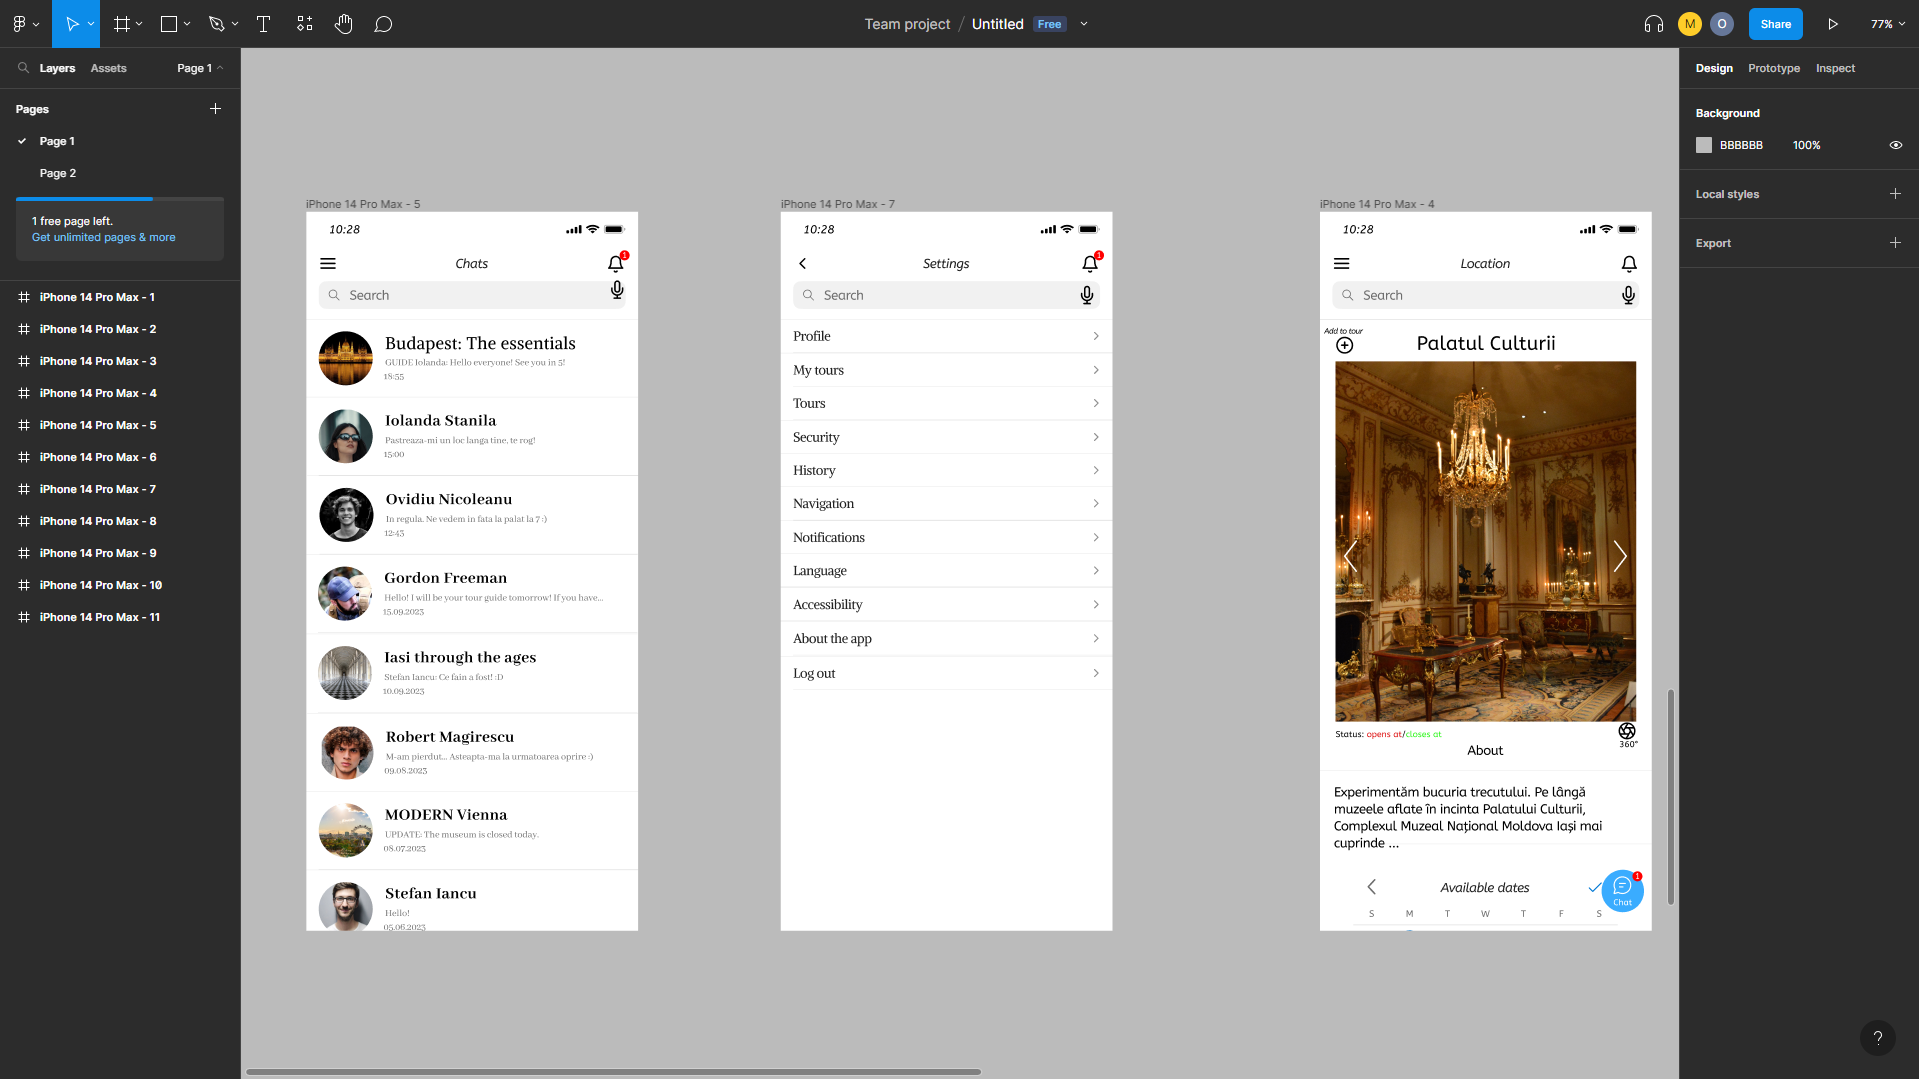 Team project / Untitled Free
M
O
Share
77%
Layers
Assets
Page 1
Pages
Page 1
Page 2
1 free page left.
Get unlimited pages & more
iPhone 14 Pro Max - 1
iPhone 14 Pro Max - 2
iPhone 14 Pro Max - 3
iPhone 14 Pro Max - 4
iPhone 14 Pro Max - 5
iPhone 14 Pro Max - 6
iPhone 14 Pro Max - 7
iPhone 14 Pro Max - 8
iPhone 14 Pro Max - 9
iPhone 14 Pro Max - 10
iPhone 14 Pro Max - 11
iPhone 14 Pro Max - 5
10:28
Chats
1
Search
Budapest: The essentials
GUIDE Iolanda: Hello everyone! See you in 5!
18:55
Iolanda Stanila
Pastreaza-mi un loc langa tine, te rog!
15:00
Ovidiu Nicoleanu
In regula. Ne vedem in fata la palat la 7 :)
12:43
Gordon Freeman
Hello! I will be your tour guide tomorrow! If you have...
15.09.2023
Iasi through the ages
Stefan Iancu: Ce fain a fost! :D
10.09.2023
Robert Magirescu
M-am pierdut... Asteapta-ma la urmatoarea oprire :)
09.08.2023
MODERN Vienna
UPDATE: The museum is closed today.
08.07.2023
Stefan Iancu
Hello!
05.06.2023
iPhone 14 Pro Max - 7
10:28
Settings
1
Search
Profile
My tours
Tours
Security
History
Navigation
Notifications
Language
Accessibility
About the app
Log out
iPhone 14 Pro Max - 4
10:28
Location
Search
Add to tour
Palatul Culturii
Status: opens at/closes at
360°
About
Experimentăm bucuria trecutului. Pe lângă
muzeele aflate în incinta Palatului Culturii,
Complexul Muzeal Național Moldova Iași mai
cuprinde ...
Available dates
1
Chat
S M T W T F S
Design
Prototype
Inspect
Background
BBBBBB
100%
Local styles
Export
?